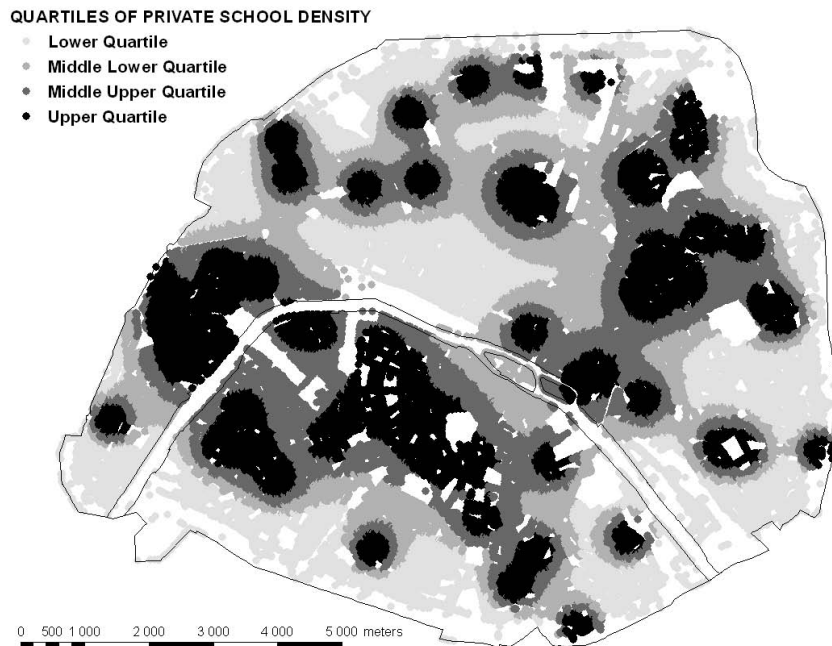 QUARTILES OF PRIVATE SCHOOL DENSITY
Lower Quartile
Middle Lower Quartile
Middle Upper Quartile
Upper Quartile
0 500 1 000 2 000 3 000 4 000 5 000 meters